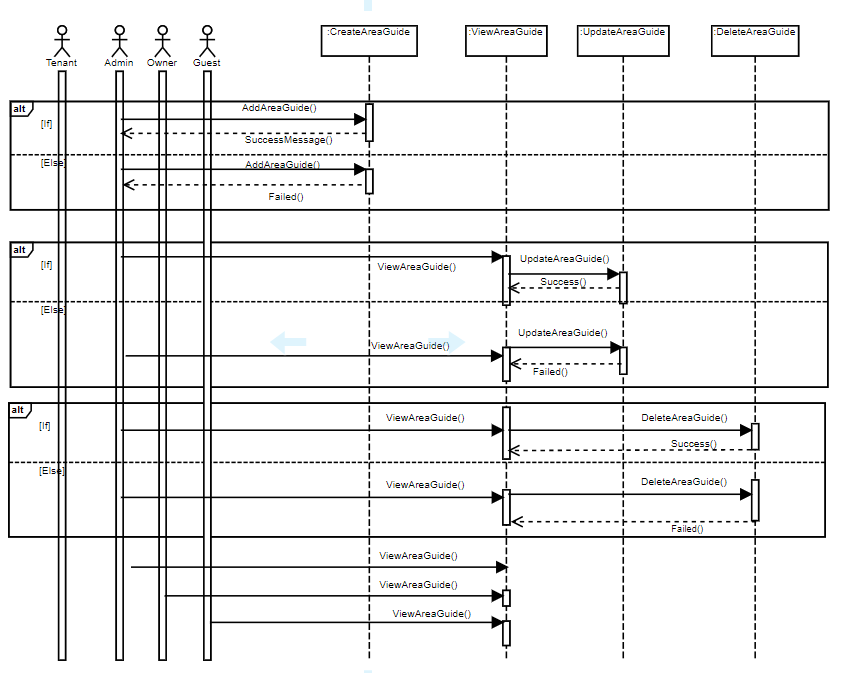 :CreateAreaGuide
:ViewAreaGuide
:UpdateAreaGuide
:DeleteAreaGuide
Tenant
Admin
Owner
Guest
alt
AddAreaGuide()
[If]
SuccessMessage()
[Else]
AddAreaGuide()
Failed()
alt
[If]
ViewAreaGuide()
UpdateAreaGuide()
Success()
[Else]
UpdateAreaGuide()
ViewAreaGuide()
Failed()
alt
[If]
ViewAreaGuide()
DeleteAreaGuide()
Success()
[Else]
ViewAreaGuide()
DeleteAreaGuide()
Failed()
ViewAreaGuide()
ViewAreaGuide()
ViewAreaGuide()